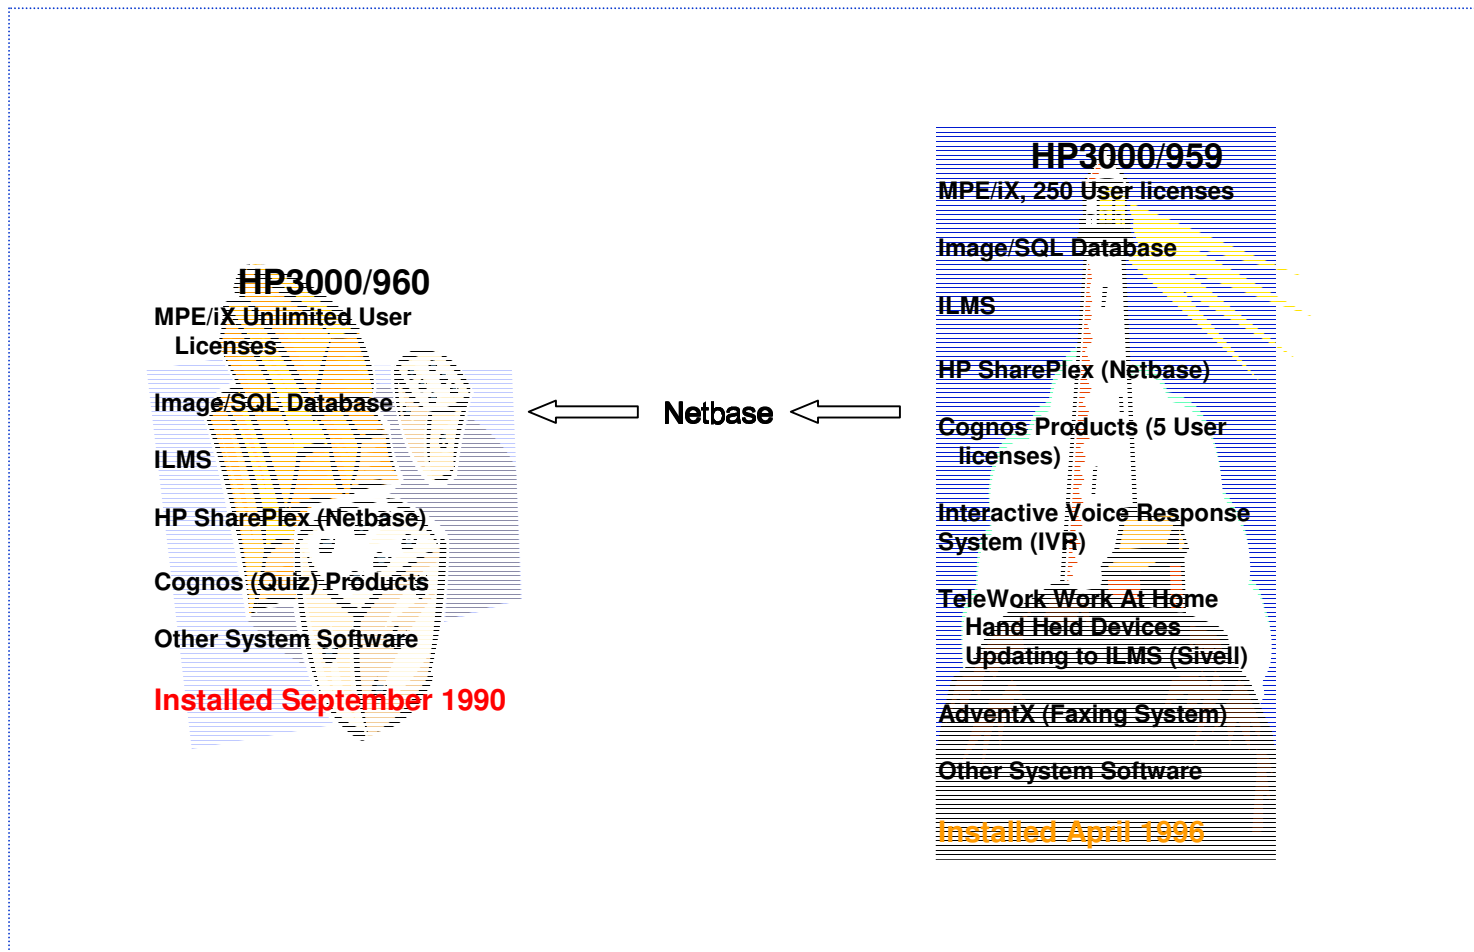 HP3000/960
MPE/iX Unlimited User
Licenses
Image/SQL Database
ILMS
HP SharePlex (Netbase)
Cognos (Quiz) Products
Other System Software
Installed September 1990
Netbase
HP3000/959
MPE/iX, 250 User licenses
Image/SQL Database
ILMS
HP SharePlex (Netbase)
Cognos Products (5 User
licenses)
Interactive Voice Response
System (IVR)
TeleWork Work At Home
Hand Held Devices
Updating to ILMS (Sivell)
AdventX (Faxing System)
Other System Software
Installed April 1996